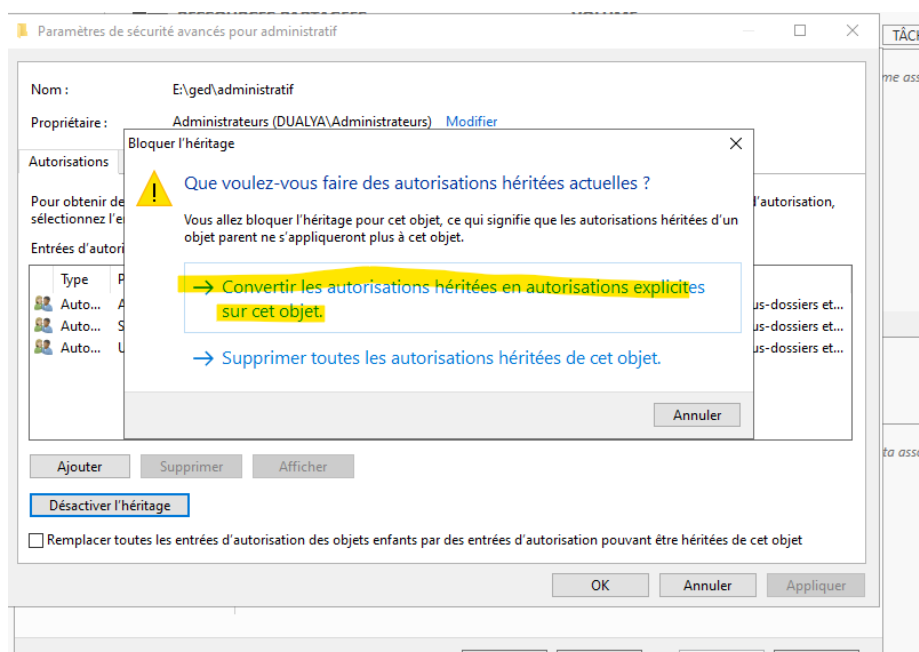 Paramètres de sécurité avancés pour administratif
TÂCH
Nom :
E:\ged\administratif
Propriétaire :
Administrateurs (DUALYA\Administrateurs) Modifier
Bloquer l'héritage
Autorisations
Que voulez-vous faire des autorisations héritées actuelles ?
Pour obtenir de
d'autorisation,
sélectionnez l'e
Vous allez bloquer l'héritage pour cet objet, ce qui signifie que les autorisations héritées d'un
objet parent ne s'appliqueront plus à cet objet.
Entrées d'autori
Type P
Convertir les autorisations héritées en autorisations explicites
sur cet objet.
Auto... A
us-dossiers et...
Auto... S
us-dossiers et...
Auto... U
us-dossiers et...
Supprimer toutes les autorisations héritées de cet objet.
Annuler
Ajouter Supprimer Afficher
Désactiver l'héritage
Remplacer toutes les entrées d'autorisation des objets enfants par des entrées d'autorisation pouvant être héritées de cet objet
OK Annuler Appliquer